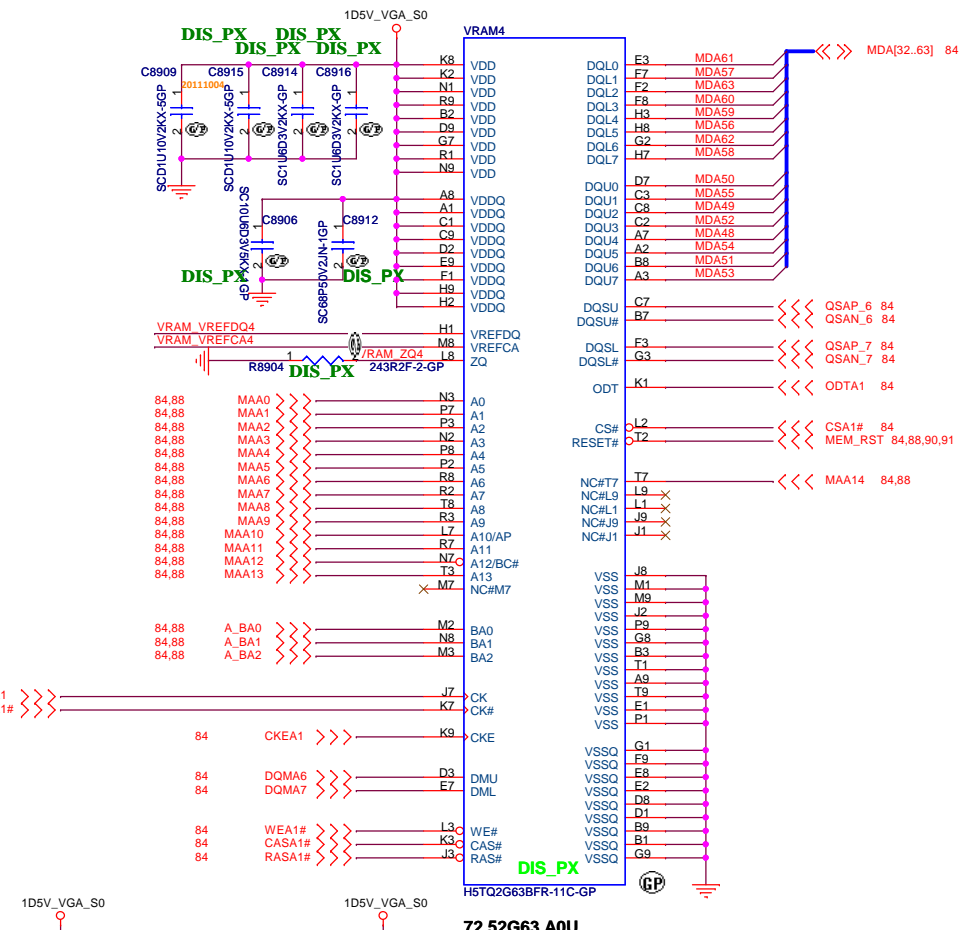 1D5V_VGA_S0
DIS_PX DIS_PX
DIS_PX DIS_PX
VRAM4
C8909 C8915 C8914 C8916
20111004
1 1 1 1
2 2 2 2
SCD1U10V2KX-5GP
SCD1U10V2KX-5GP
SC1U6D3V2KX-GP
SC1U6D3V2KX-GP
G/P G/P G/P G/P
C8906 C8912
1 1
2 2
SC68P50V2JN-1GP
G/P G/P
DIS_PX DIS_PX
K8 VDD
K2 VDD
N1 VDD
R9 VDD
B2 VDD
D9 VDD
G7 VDD
R1 VDD
N9 VDD
A8 VDDQ
A1 VDDQ
C1 VDDQ
C9 VDDQ
D2 VDDQ
E9 VDDQ
F1 VDDQ
H9 VDDQ
H2 VDDQ
VRAM_VREFDQ4 H1 VREFDQ
VRAM_VREFCA4 M8 VREFCA
/RAM_ZQ4 L8 ZQ
R8904 1 2 243R2F-2-GP
DIS_PX
84,88 MAA0 N3 A0
84,88 MAA1 P7 A1
84,88 MAA2 P3 A2
84,88 MAA3 N2 A3
84,88 MAA4 P8 A4
84,88 MAA5 P2 A5
84,88 MAA6 R8 A6
84,88 MAA7 R2 A7
84,88 MAA8 T8 A8
84,88 MAA9 R3 A9
84,88 MAA10 L7 A10/AP
84,88 MAA11 R7 A11
84,88 MAA12 N7 A12/BC#
84,88 MAA13 T3 A13
M7 NC#M7
84,88 A_BA0 M2 BA0
84,88 A_BA1 N8 BA1
84,88 A_BA2 M3 BA2
1 J7 CK
1# K7 CK#
84 CKEA1 K9 CKE
84 DQMA6 D3 DMU
84 DQMA7 E7 DML
84 WEA1# L3 WE#
84 CASA1# K3 CAS#
84 RASA1# J3 RAS#
DQL0 E3 MDA61
DQL1 F7 MDA57
DQL2 F2 MDA63
DQL3 F8 MDA60
DQL4 H3 MDA59
DQL5 H8 MDA56
DQL6 G2 MDA62
DQL7 H7 MDA58
MDA[32..63] 84
DQU0 D7 MDA50
DQU1 C3 MDA55
DQU2 C8 MDA49
DQU3 C2 MDA52
DQU4 A7 MDA48
DQU5 A2 MDA54
DQU6 B8 MDA51
DQU7 A3 MDA53
DQSU C7 QSAP_6 84
DQSU# B7 QSAN_6 84
DQSL F3 QSAP_7 84
DQSL# G3 QSAN_7 84
ODT K1 ODTA1 84
CS# L2 CSA1# 84
RESET# T2 MEM_RST 84,88,90,91
NC#T7 T7 MAA14 84,88
NC#L9 L9
NC#L1 L1
NC#J9 J9
NC#J1 J1
VSS J8
VSS M1
VSS M9
VSS J2
VSS P9
VSS G8
VSS B3
VSS T1
VSS A9
VSS T9
VSS E1
VSS P1
VSSQ G1
VSSQ F9
VSSQ E8
VSSQ E2
VSSQ D8
VSSQ D1
VSSQ B9
VSSQ B1
VSSQ G9
DIS_PX
GP
H5TQ2G63BFR-11C-GP
1D5V_VGA_S0 1D5V_VGA_S0
72.52G63.A0U